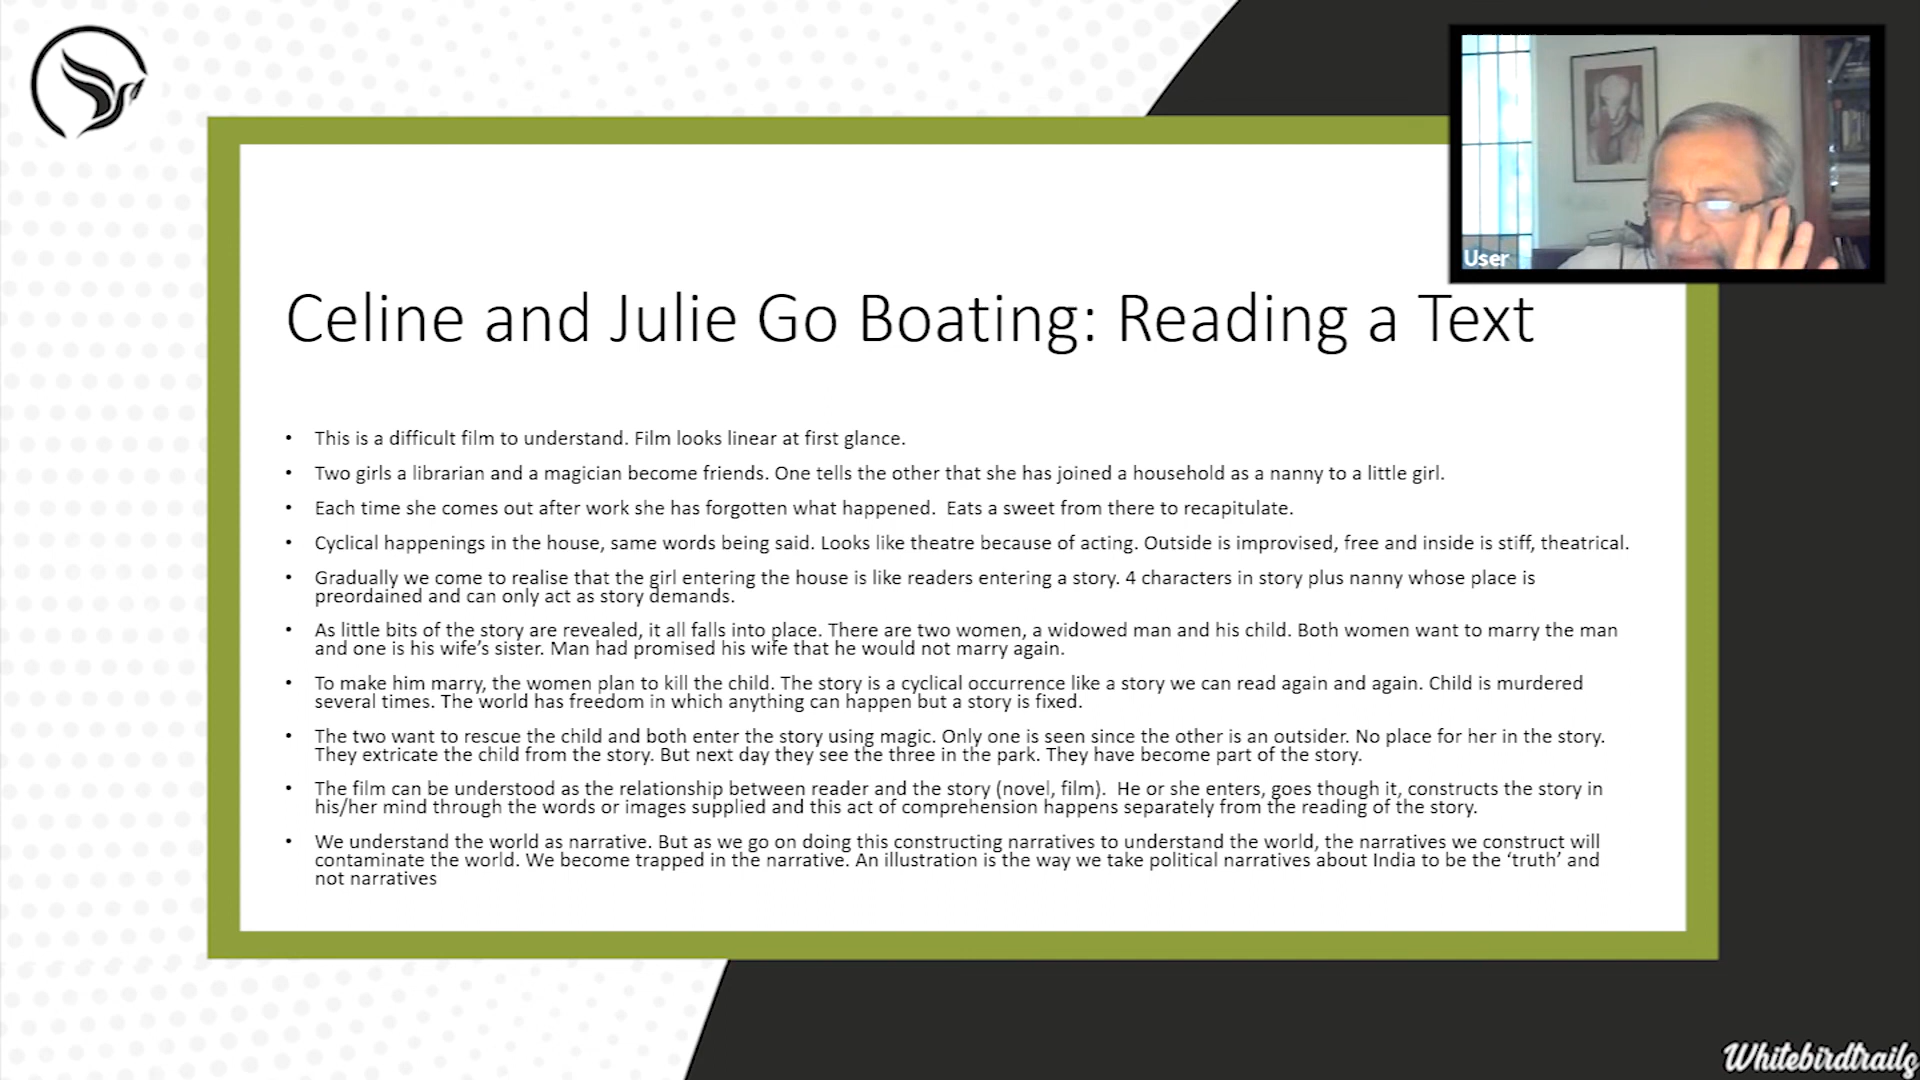 User
Celine and Julie Go Boating: Reading a Text
• This is a difficult film to understand. Film looks linear at first glance.
• Two girls a librarian and a magician become friends. One tells the other that she has joined a household as a nanny to a little girl.
• Each time she comes out after work she has forgotten what happened.  Eats a sweet from there to recapitulate.
• Cyclical happenings in the house, same words being said. Looks like theatre because of acting. Outside is improvised, free and inside is stiff, theatrical.
• Gradually we come to realise that the girl entering the house is like readers entering a story. 4 characters in story plus nanny whose place is
preordained and can only act as story demands.
• As little bits of the story are revealed, it all falls into place. There are two women, a widowed man and his child. Both women want to marry the man
and one is his wife’s sister. Man had promised his wife that he would not marry again.
• To make him marry, the women plan to kill the child. The story is a cyclical occurrence like a story we can read again and again. Child is murdered
several times. The world has freedom in which anything can happen but a story is fixed.
• The two want to rescue the child and both enter the story using magic. Only one is seen since the other is an outsider. No place for her in the story.
They extricate the child from the story. But next day they see the three in the park. They have become part of the story.
• The film can be understood as the relationship between reader and the story (novel, film).  He or she enters, goes though it, constructs the story in
his/her mind through the words or images supplied and this act of comprehension happens separately from the reading of the story.
• We understand the world as narrative. But as we go on doing this constructing narratives to understand the world, the narratives we construct will
contaminate the world. We become trapped in the narrative. An illustration is the way we take political narratives about India to be the ‘truth’ and
not narratives
Whitebirdtrails